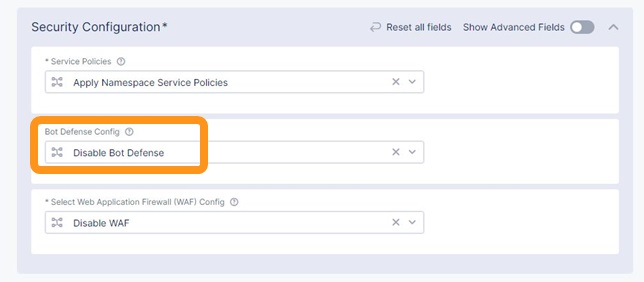 Security Configuration*
Reset all fields
Show Advanced Fields
* Service Policies
Apply Namespace Service Policies
Bot Defense Config
Disable Bot Defense
* Select Web Application Firewall (WAF) Config
Disable WAF